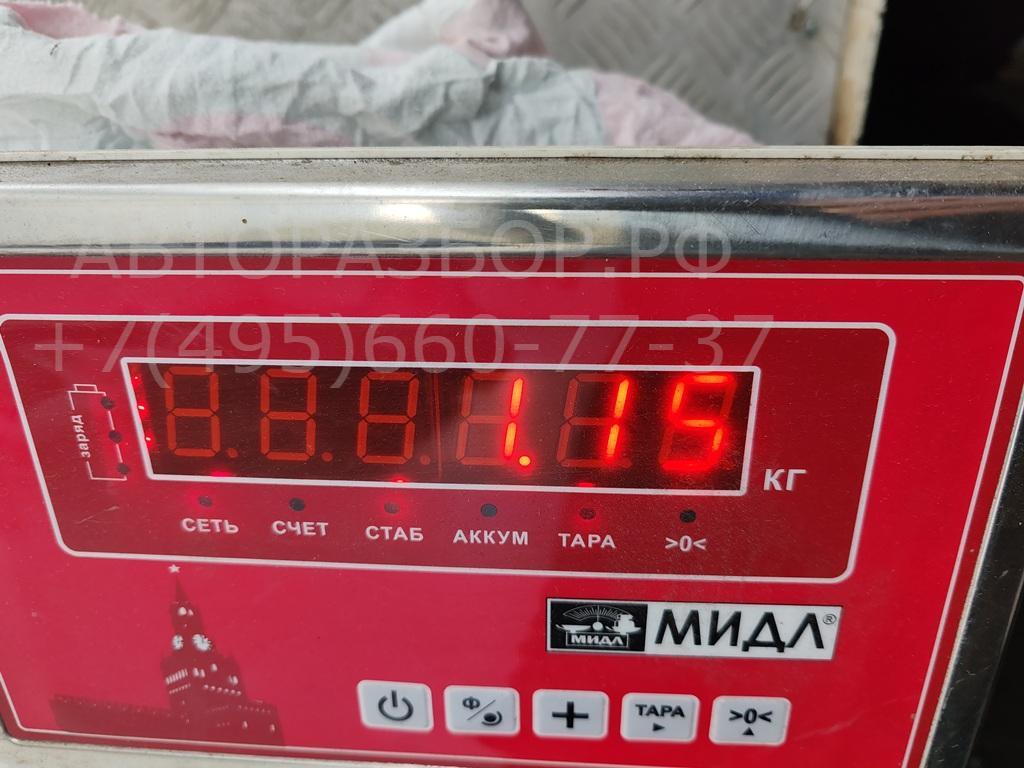 АВТОРАЗБОР.РФ
+7(495)660-77-37
заряд
1.15
КГ
СЕТЬ СЧЕТ СТАБ АККУМ ТАРА >0<
МИДЛ МИДЛ®
Ф + ТАРА >0<